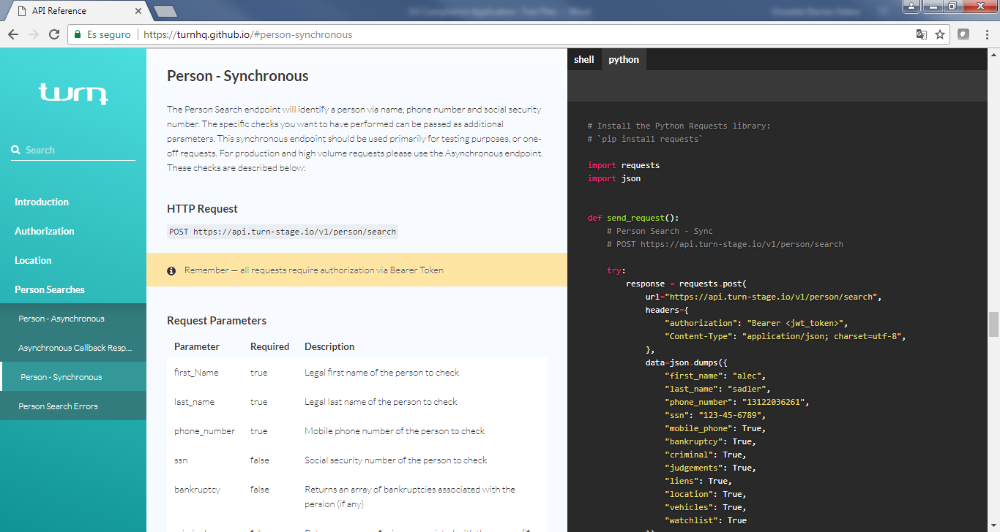 API Reference
Es seguro
https://turnhq.github.io/#person-synchronous
turn
Search
Introduction
Authorization
Location
Person Searches
Person - Asynchronous
Asynchronous Callback Resp...
Person - Synchronous
Person Search Errors
Person - Synchronous
The Person Search endpoint will identify a person via name, phone number and social security
number. The specific checks you want to have performed can be passed as additional
parameters. This synchronous endpoint should be used primarily for testing purposes, or one-
off requests. For production and high volume requests please use the Asynchronous endpoint.
These checks are described below:
HTTP Request
POST https://api.turn-stage.io/v1/person/search
Remember — all requests require authorization via Bearer Token
Request Parameters
Parameter Required Description
first_Name true Legal first name of the person to check
last_name true Legal last name of the person to check
phone_number true Mobile phone number of the person to check
ssn false Social security number of the person to check
bankruptcy false Returns an array of bankruptcies associated with the
persion (if any)
shell python
# Install the Python Requests library:
# `pip install requests`
import requests
import json
def send_request():
# Person Search - Sync
# POST https://api.turn-stage.io/v1/person/search
try:
response = requests.post(
url="https://api.turn-stage.io/v1/person/search",
headers={
"authorization": "Bearer <jwt_token>",
"Content-Type": "application/json; charset=utf-8",
},
data=json.dumps({
"first_name": "alec",
"last_name": "sadler",
"phone_number": "13122036261",
"ssn": "123-45-6789",
"mobile_phone": True,
"bankruptcy": True,
"criminal": True,
"judgements": True,
"liens": True,
"location": True,
"vehicles": True,
"watchlist": True